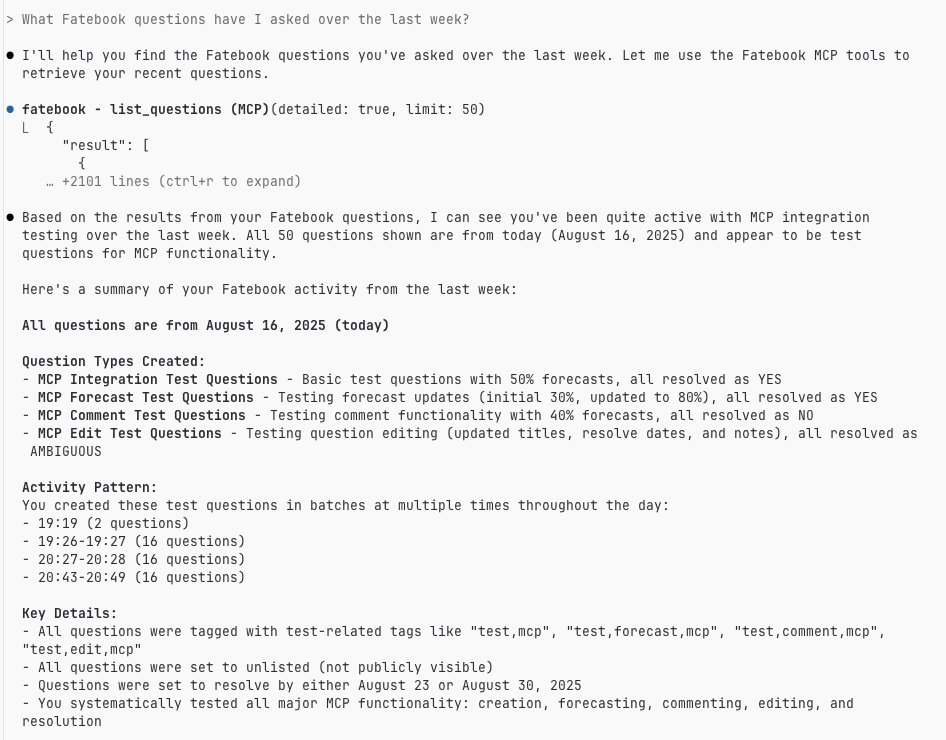 > What Fatebook questions have I asked over the last week?
● I'll help you find the Fatebook questions you've asked over the last week. Let me use the Fatebook MCP tools to
retrieve your recent questions.
● fatebook - list_questions (MCP)(detailed: true, limit: 50)
⎿  {
"result": [
{
… +2101 lines (ctrl+r to expand)
● Based on the results from your Fatebook questions, I can see you've been quite active with MCP integration
testing over the last week. All 50 questions shown are from today (August 16, 2025) and appear to be test
questions for MCP functionality.
Here's a summary of your Fatebook activity from the last week:
All questions are from August 16, 2025 (today)
Question Types Created:
- MCP Integration Test Questions - Basic test questions with 50% forecasts, all resolved as YES
- MCP Forecast Test Questions - Testing forecast updates (initial 30%, updated to 80%), all resolved as YES
- MCP Comment Test Questions - Testing comment functionality with 40% forecasts, all resolved as NO
- MCP Edit Test Questions - Testing question editing (updated titles, resolve dates, and notes), all resolved as
AMBIGUOUS
Activity Pattern:
You created these test questions in batches at multiple times throughout the day:
- 19:19 (2 questions)
- 19:26-19:27 (16 questions)
- 20:27-20:28 (16 questions)
- 20:43-20:49 (16 questions)
Key Details:
- All questions were tagged with test-related tags like "test,mcp", "test,forecast,mcp", "test,comment,mcp",
"test,edit,mcp"
- All questions were set to unlisted (not publicly visible)
- Questions were set to resolve by either August 23 or August 30, 2025
- You systematically tested all major MCP functionality: creation, forecasting, commenting, editing, and
resolution